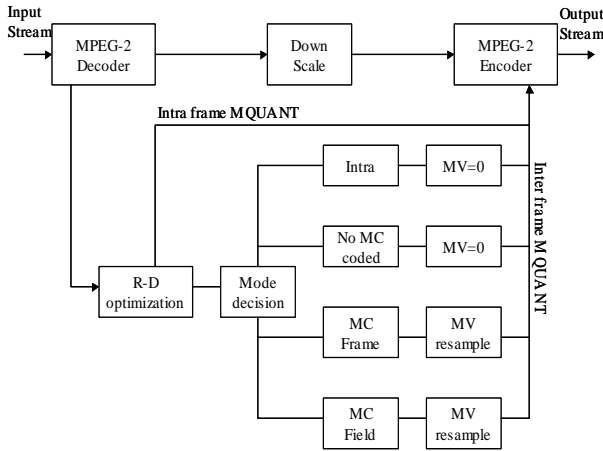 Input
Stream
MPEG-2
Decoder
Down
Scale
MPEG-2
Encoder
Output
Stream
Intra frame MQUANT
Intra
MV=0
No MC
coded
MV=0
R-D
optimization
Mode
decision
MC
Frame
MV
resample
MC
Field
MV
resample
Inter frame MQUANT